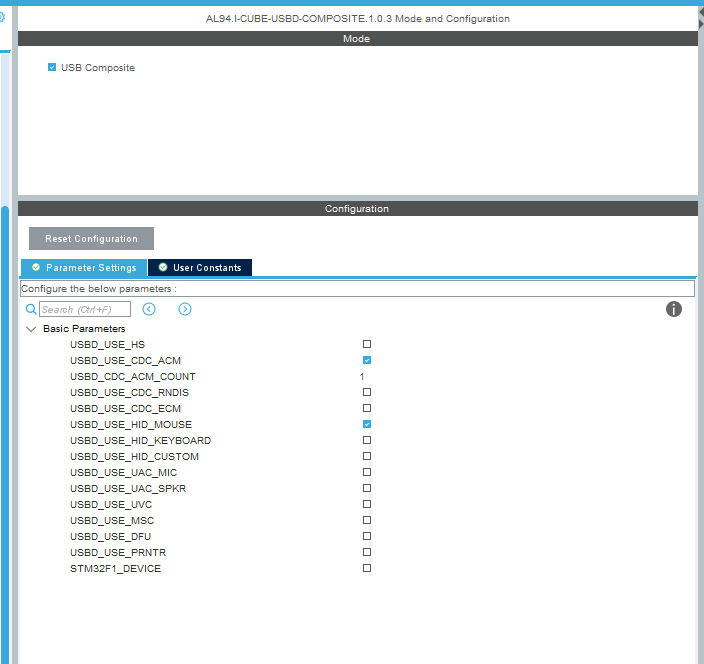 AL94.I-CUBE-USBD-COMPOSITE.1.0.3 Mode and Configuration
Mode
USB Composite
Configuration
Reset Configuration
Parameter Settings User Constants
Configure the below parameters :
Search (Ctrl+F)
Basic Parameters
USBD_USE_HS
USBD_USE_CDC_ACM
USBD_CDC_ACM_COUNT 1
USBD_USE_CDC_RNDIS
USBD_USE_CDC_ECM
USBD_USE_HID_MOUSE
USBD_USE_HID_KEYBOARD
USBD_USE_HID_CUSTOM
USBD_USE_UAC_MIC
USBD_USE_UAC_SPKR
USBD_USE_UVC
USBD_USE_MSC
USBD_USE_DFU
USBD_USE_PRNTR
STM32F1_DEVICE